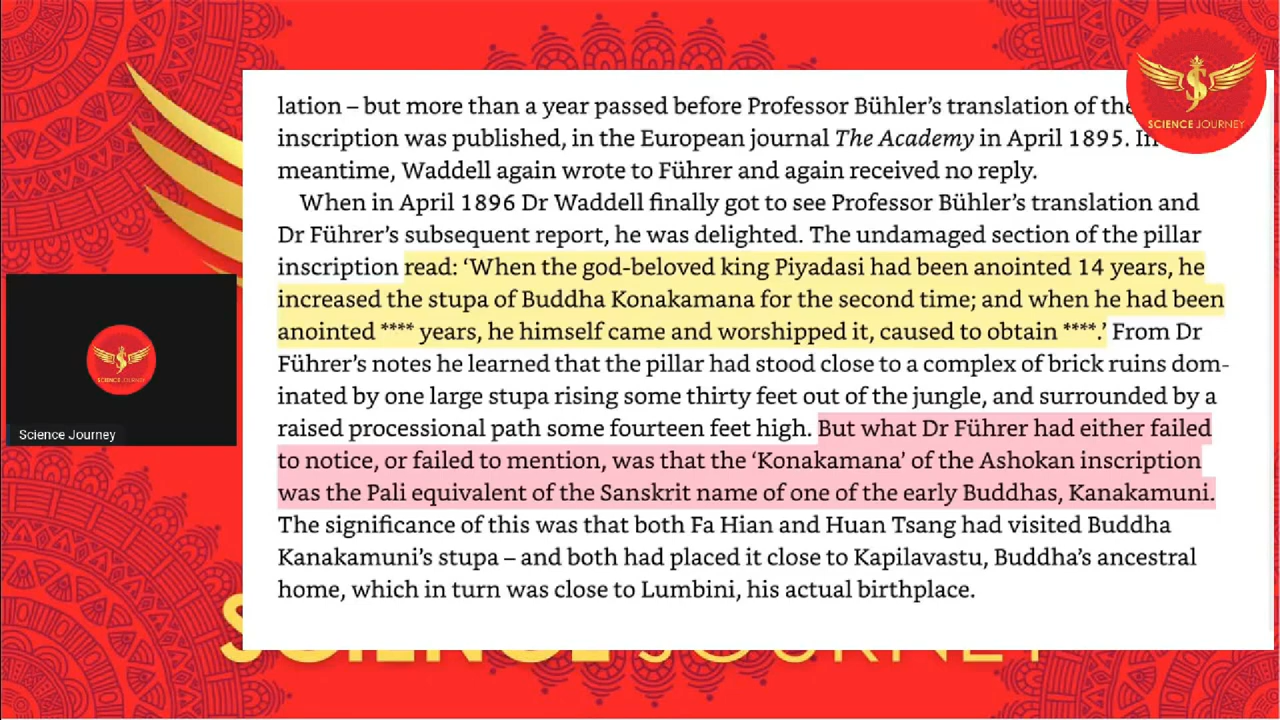 lation – but more than a year passed before Professor Bühler’s translation of the
inscription was published, in the European journal The Academy in April 1895. In
meantime, Waddell again wrote to Führer and again received no reply.
When in April 1896 Dr Waddell finally got to see Professor Bühler’s translation and
Dr Führer’s subsequent report, he was delighted. The undamaged section of the pillar
inscription read: ‘When the god-beloved king Piyadasi had been anointed 14 years, he
increased the stupa of Buddha Konakamana for the second time; and when he had been
anointed **** years, he himself came and worshipped it, caused to obtain ****.’ From Dr
Führer’s notes he learned that the pillar had stood close to a complex of brick ruins dom-
inated by one large stupa rising some thirty feet out of the jungle, and surrounded by a
raised processional path some fourteen feet high. But what Dr Führer had either failed
to notice, or failed to mention, was that the ‘Konakamana’ of the Ashokan inscription
was the Pali equivalent of the Sanskrit name of one of the early Buddhas, Kanakamuni.
The significance of this was that both Fa Hian and Huan Tsang had visited Buddha
Kanakamuni’s stupa – and both had placed it close to Kapilavastu, Buddha’s ancestral
home, which in turn was close to Lumbini, his actual birthplace.
SCIENCE JOURNEY
SCIENCE JOURNEY
Science Journey
SCIENCE JOURNEY